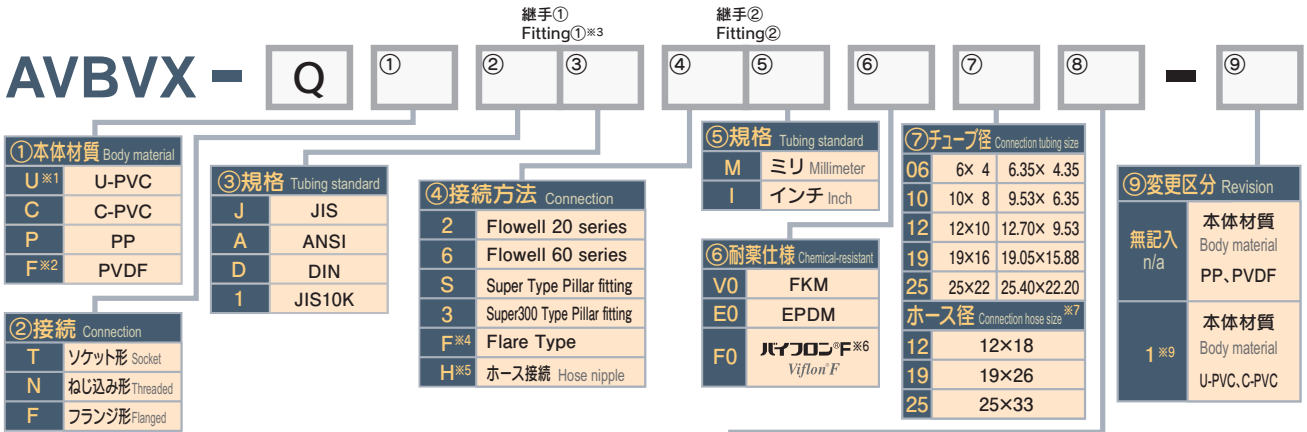 継手①
Fitting①※3
継手②
Fitting②
AVBVX - Q ① ② ③ ④ ⑤ ⑥ ⑦ ⑧ - ⑨
①本体材質 Body material
U※1 U-PVC
C C-PVC
P PP
F※2 PVDF
②接続 Connection
T ソケット形 Socket
N ねじ込み形 Threaded
F フランジ形 Flanged
③規格 Tubing standard
J JIS
A ANSI
D DIN
1 JIS10K
④接続方法 Connection
2 Flowell 20 series
6 Flowell 60 series
S Super Type Pillar fitting
3 Super300 Type Pillar fitting
F※4 Flare Type
H※5 ホース接続 Hose nipple
⑤規格 Tubing standard
M ミリ Millimeter
I インチ Inch
⑥耐薬仕様 Chemical-resistant
V0 FKM
E0 EPDM
F0 バイフロン®F※6
Viflon®F
⑦チューブ径 Connection tubing size
06 6× 4 6.35× 4.35
10 10× 8 9.53× 6.35
12 12×10 12.70× 9.53
19 19×16 19.05×15.88
25 25×22 25.40×22.20
ホース径 Connection hose size ※7
12 12×18
19 19×26
25 25×33
⑨変更区分 Revision
無記入
n/a
本体材質
Body material
PP、PVDF
1※9
本体材質
Body material
U-PVC、C-PVC